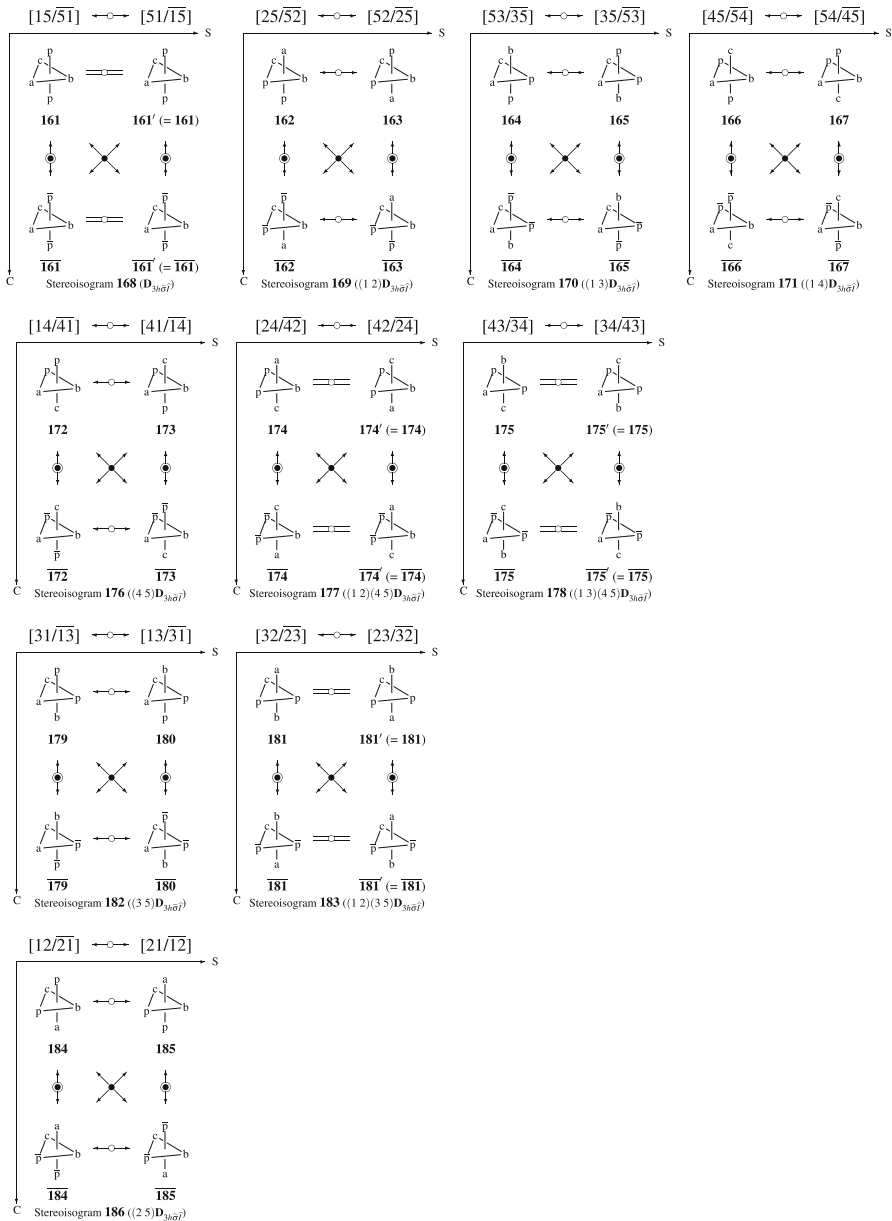 [15/5̅1̅] [51/1̅5̅] [25/5̅2̅] [52/2̅5̅] [53/3̅5̅] [35/5̅3̅] [45/5̅4̅] [54/4̅5̅]
S S S S
p p a p b p c p
c c c c c c p p
a b a b p b p b a p a p a b a b
p p p a p b p c
161 161′ (= 161) 162 163 164 165 166 167
p̅ p̅ p̅ a p̅ b p̅ c
c c c c c c p̅ p̅
a b a b p̅ b p̅ b a p̅ a p̅ a b a b
p̅ p̅ a p̅ b p̅ c p̅
1̅6̅1̅ 1̅6̅1̅′ (= 1̅6̅1̅) 1̅6̅2̅ 1̅6̅3̅ 1̅6̅4̅ 1̅6̅5̅ 1̅6̅6̅ 1̅6̅7̅
C Stereoisogram 168 (D₃hσ̃Î) C Stereoisogram 169 ((1 2)D₃hσ̃Î) C Stereoisogram 170 ((1 3)D₃hσ̃Î) C Stereoisogram 171 ((1 4)D₃hσ̃Î)
[14/4̅1̅] [41/1̅4̅] [24/4̅2̅] [42/2̅4̅] [43/3̅4̅] [34/4̅3̅]
S S S
p c a c b c
p p p p p p
a b a b p b p b a p a p
c p c a c b
172 173 174 174′ (= 174) 175 175′ (= 175)
c p̅ c a c b
p̅ p̅ p̅ p̅ p̅ p̅
a b a b p̅ b p̅ b a p̅ a p̅
p̅ c a c b c
1̅7̅2̅ 1̅7̅3̅ 1̅7̅4̅ 1̅7̅4̅′ (= 1̅7̅4̅) 1̅7̅5̅ 1̅7̅5̅′ (= 1̅7̅5̅)
C Stereoisogram 176 ((4 5)D₃hσ̃Î) C Stereoisogram 177 ((1 2)(4 5)D₃hσ̃Î) C Stereoisogram 178 ((1 3)(4 5)D₃hσ̃Î)
[31/1̅3̅] [13/3̅1̅] [32/2̅3̅] [23/3̅2̅]
S S
p b a b
c c c c
a p a p p p p p
b p b a
179 180 181 181′ (= 181)
b p̅ b a
c c c c
a p̅ a p̅ p̅ p̅ p̅ p̅
p̅ b a b
1̅7̅9̅ 1̅8̅0̅ 1̅8̅1̅ 1̅8̅1̅′ (= 1̅8̅1̅)
C Stereoisogram 182 ((3 5)D₃hσ̃Î) C Stereoisogram 183 ((1 2)(3 5)D₃hσ̃Î)
[12/2̅1̅] [21/1̅2̅]
S
p a
c c
p b p b
a p
184 185
a p̅
c c
p̅ b p̅ b
p̅ a
1̅8̅4̅ 1̅8̅5̅
C Stereoisogram 186 ((2 5)D₃hσ̃Î)